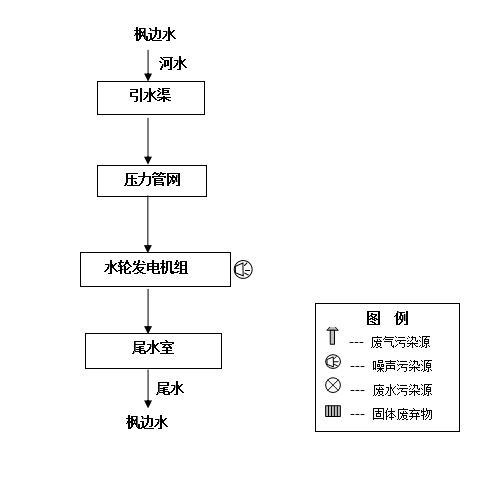 枫边水
河水
引水渠
压力管网
水轮发电机组
尾水室
尾水
枫边水
图 例
--- 废气污染源
--- 噪声污染源
--- 废水污染源
--- 固体废弃物